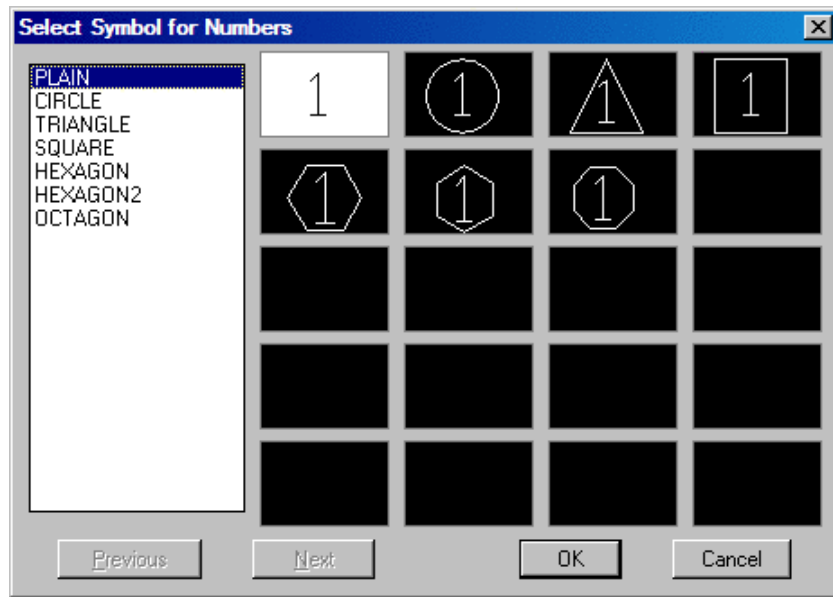 Select Symbol for Numbers
PLAIN
CIRCLE
TRIANGLE
SQUARE
HEXAGON
HEXAGON2
OCTAGON
1 1 1 1
1 1 1
Previous Next OK Cancel